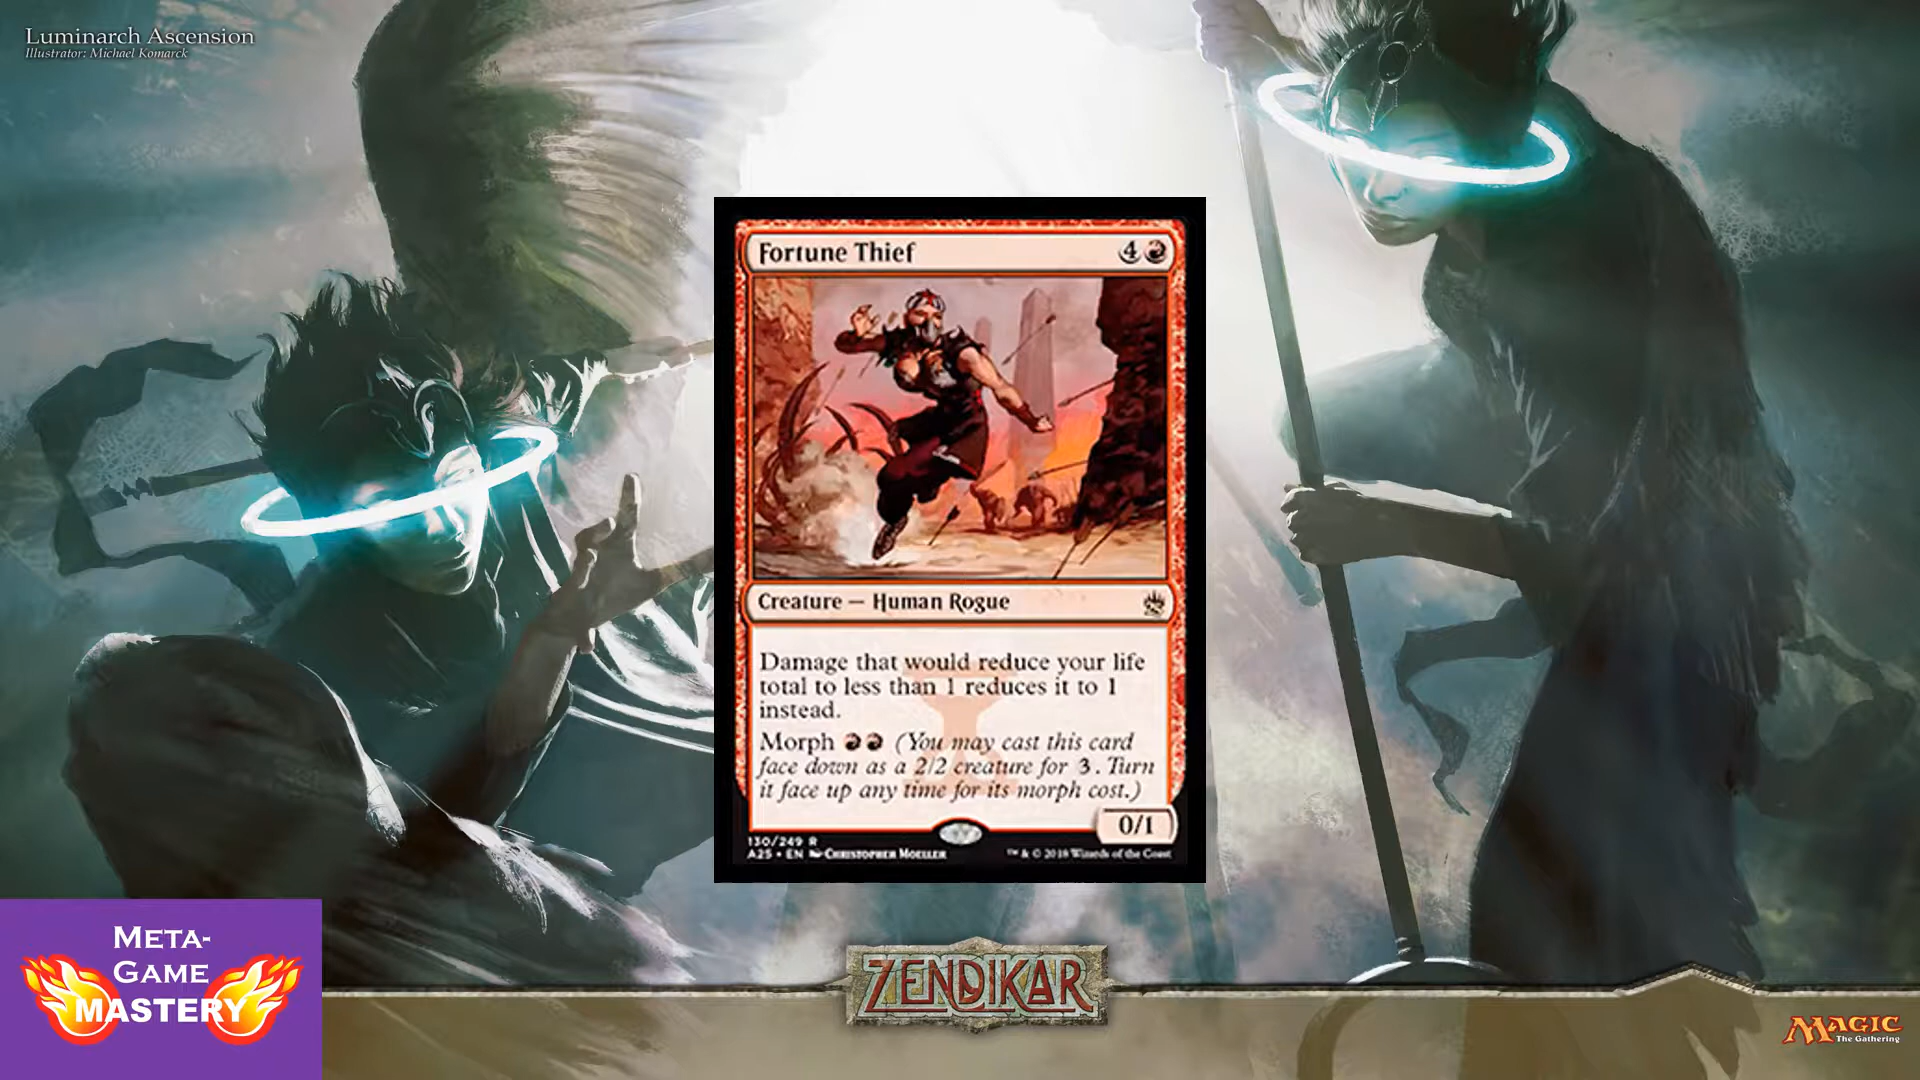 Luminarch Ascension
Illustrator: Michael Komarck
Fortune Thief 4
Creature — Human Rogue
Damage that would reduce your life
total to less than 1 reduces it to 1
instead.
Morph (You may cast this card
face down as a 2/2 creature for 3. Turn
it face up any time for its morph cost.)
0/1
130/249 R
A25 • EN Christopher Moeller
™ & © 2018 Wizards of the Coast
META-
GAME
MASTERY
ZENDIKAR
MAGIC
The Gathering